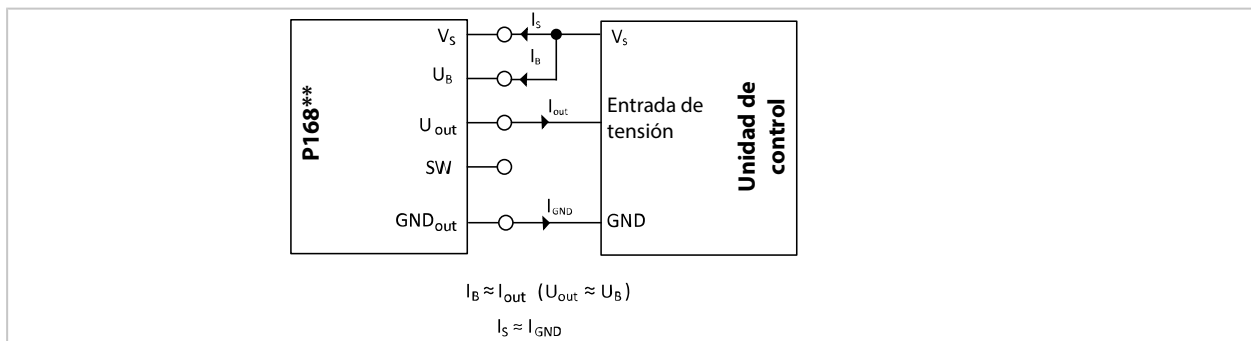 P168**
V_S
U_B
U_out
SW
GND_out
I_S
I_B
I_out
I_GND
V_S
Entrada de
tensión
GND
Unidad de
control
I_B ≈ I_out (U_out ≈ U_B)
I_S ≈ I_GND